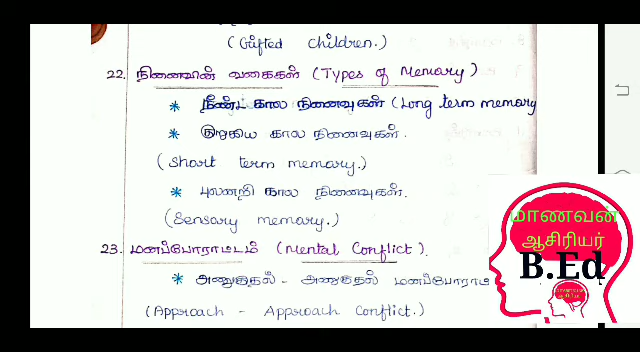 (Gifted children.)
22. நினைவின் வகைகள் (Types of Memory)
* நீண்ட கால நினைவுகள் (Long term memory
* குறுகிய கால நினைவுகள்.
(Short term memory.)
* புலனறி கால நினைவுகள்.
(Sensary memory.)
23. மனப்போராட்டம் (Mental Conflict).
* அணுகுதல் - அணுகுதல் மனப்போராட்
(Approach - Approach Conflict.)
மாணவன்
ஆசிரியர்
B.Ed